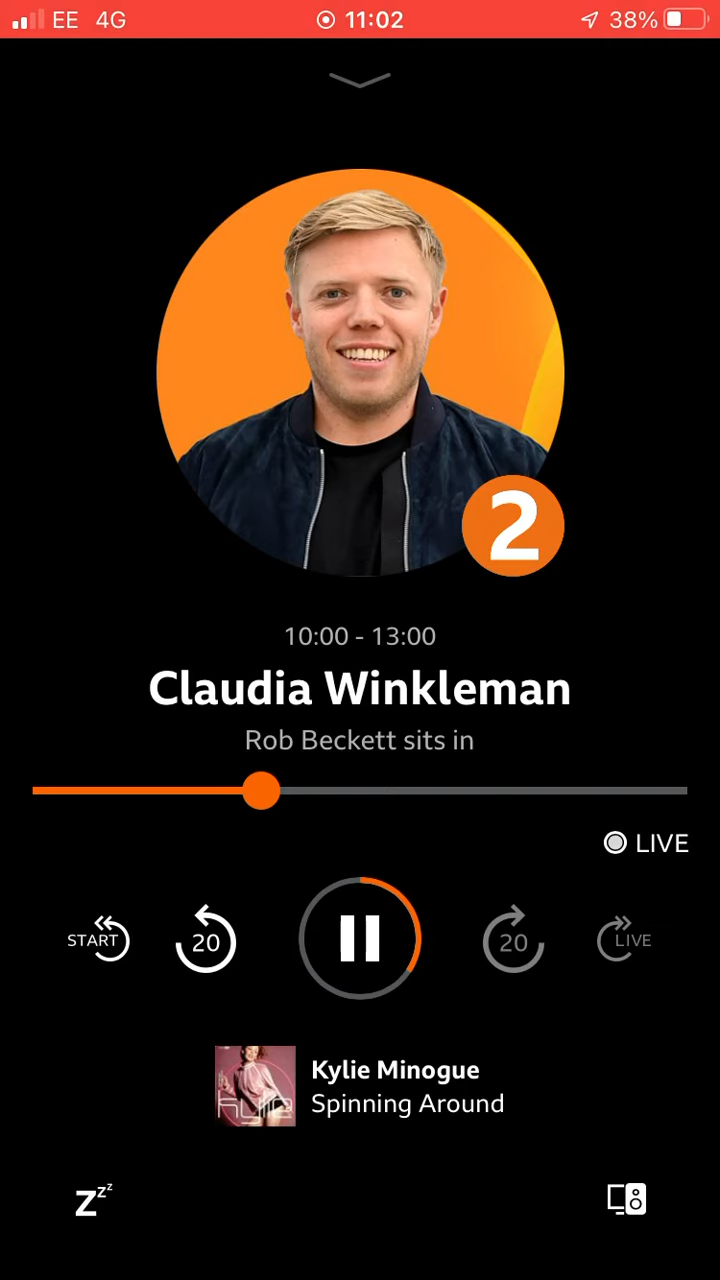 EE 4G 11:02 38%
2
10:00 - 13:00
Claudia Winkleman
Rob Beckett sits in
LIVE
START 20 20 LIVE
kylie
Kylie Minogue
Spinning Around
Zzz